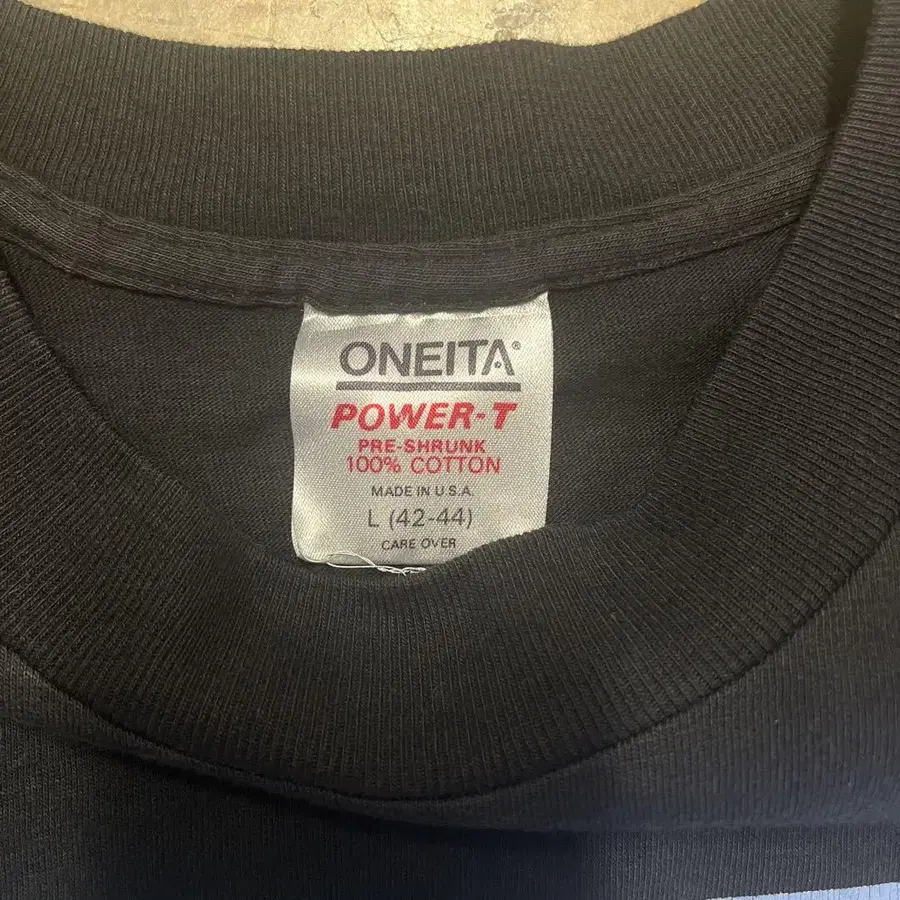 ONEITA®
POWER-T
PRE-SHRUNK
100% COTTON
MADE IN U.S.A.
L (42-44)
CARE OVER